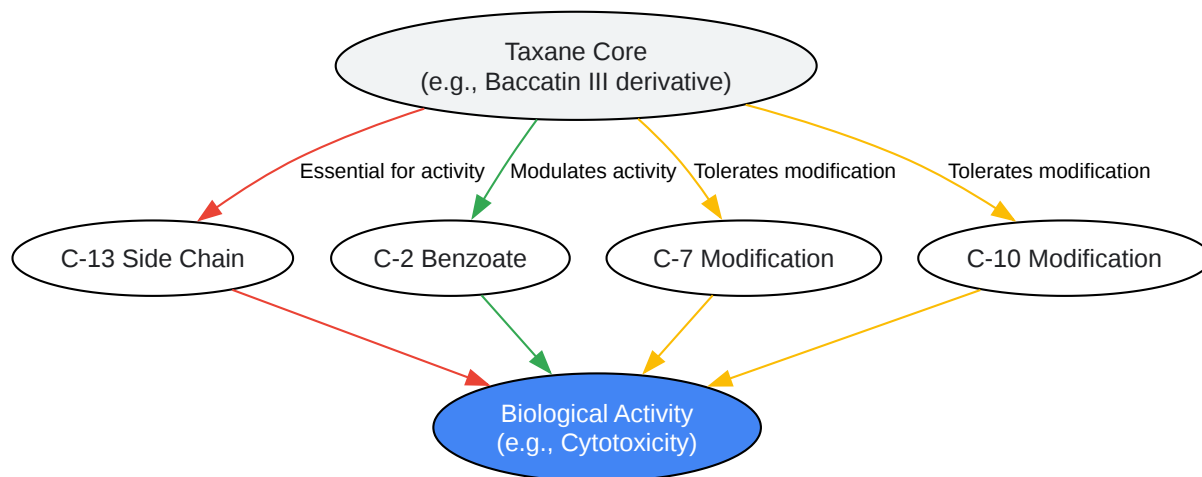 Taxane Core
(e.g., Baccatin III derivative)
Essential for activity
Modulates activity
Tolerates modification
Tolerates modification
C-13 Side Chain
C-2 Benzoate
C-7 Modification
C-10 Modification
Biological Activity
(e.g., Cytotoxicity)